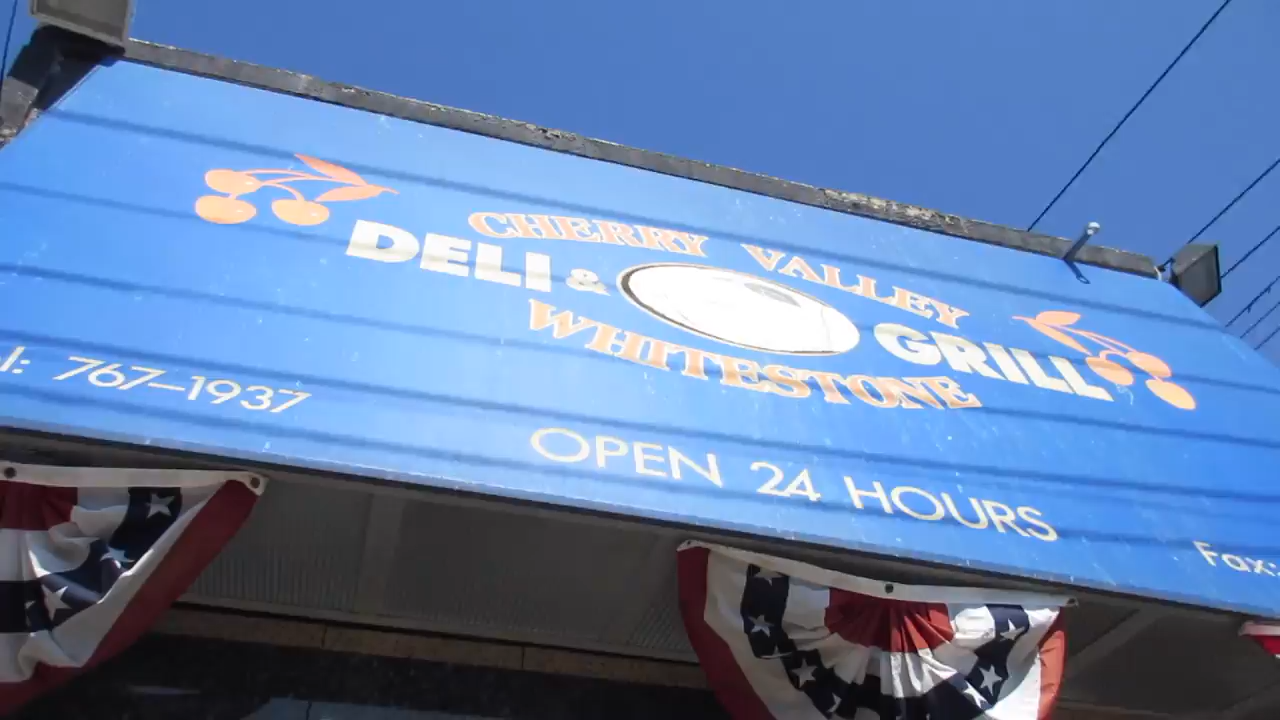 CHERRY VALLEY
DELI & GRILL
WHITESTONE
l: 767-1937
OPEN 24 HOURS
Fax: